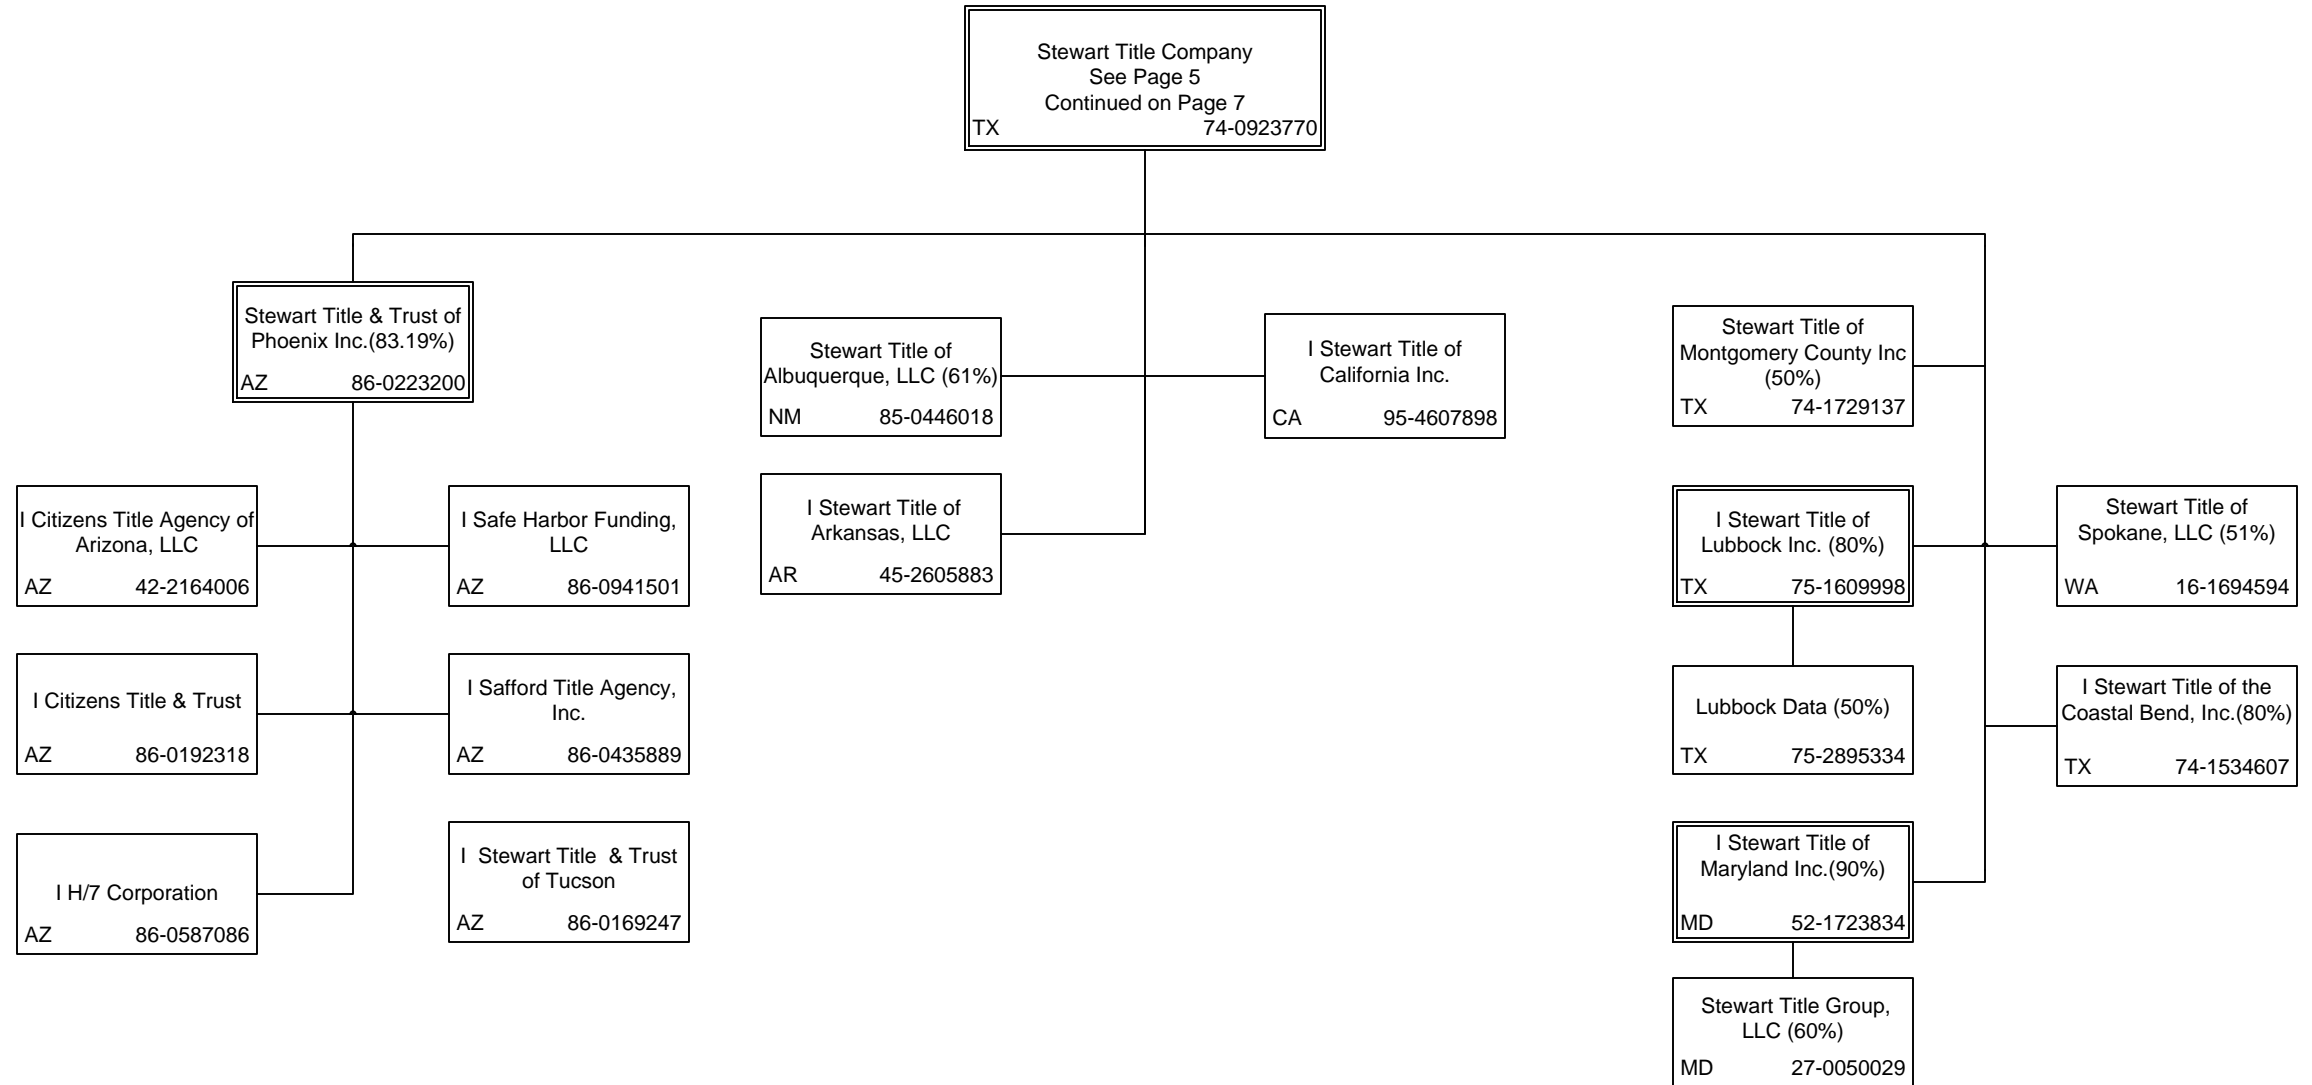 Stewart Title Company
See Page 5
Continued on Page 7
TX 74-0923770
Stewart Title & Trust of
Phoenix Inc.(83.19%)
AZ 86-0223200
I Citizens Title Agency of
Arizona, LLC
AZ 42-2164006
I Safe Harbor Funding,
LLC
AZ 86-0941501
I Citizens Title & Trust
AZ 86-0192318
I Safford Title Agency,
Inc.
AZ 86-0435889
I H/7 Corporation
AZ 86-0587086
I Stewart Title & Trust
of Tucson
AZ 86-0169247
Stewart Title of
Albuquerque, LLC (61%)
NM 85-0446018
I Stewart Title of
California Inc.
CA 95-4607898
I Stewart Title of
Arkansas, LLC
AR 45-2605883
Stewart Title of
Montgomery County Inc
(50%)
TX 74-1729137
I Stewart Title of
Lubbock Inc. (80%)
TX 75-1609998
Stewart Title of
Spokane, LLC (51%)
WA 16-1694594
Lubbock Data (50%)
TX 75-2895334
I Stewart Title of the
Coastal Bend, Inc.(80%)
TX 74-1534607
I Stewart Title of
Maryland Inc.(90%)
MD 52-1723834
Stewart Title Group,
LLC (60%)
MD 27-0050029